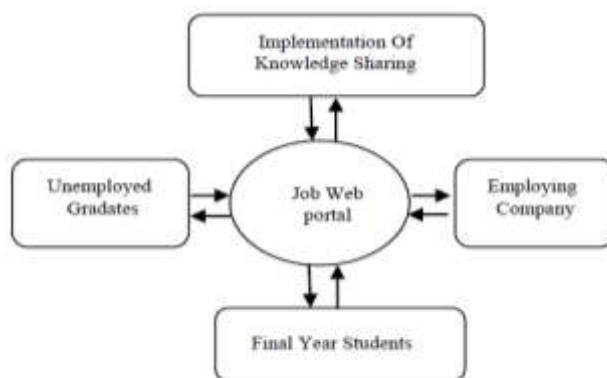 Implementation Of
Knowledge Sharing
Unemployed
Gradates
Job Web
portal
Employing
Company
Final Year Students